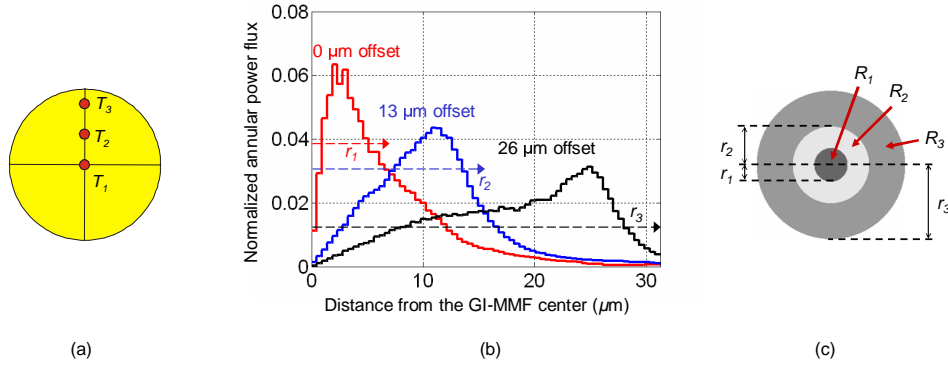 T3
T2
T1
(a)
Normalized annular power flux
0.08
0.06
0.04
0.02
0
0 µm offset
13 µm offset
26 µm offset
r1
r2
r3
0
10
20
30
Distance from the GI-MMF center (µm)
(b)
R1
R2
R3
r2
r1
r3
(c)